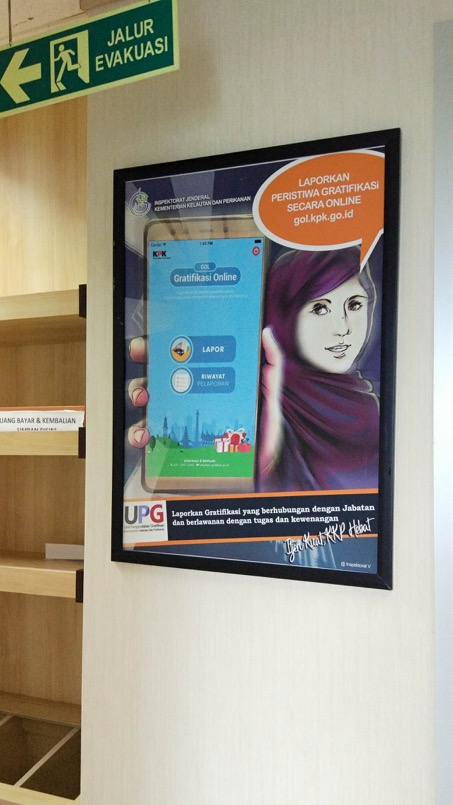 JALUR
EVAKUASI
INSPEKTORAT JENDERAL
KEMENTERIAN KELAUTAN DAN PERIKANAN
LAPORKAN
PERISTIWA GRATIFIKASI
SECARA ONLINE
gol.kpk.go.id
KPK
GOL
Gratifikasi Online
LAPOR
RIWAYAT
PELAPORAN
UANG BAYAR & KEMBALIAN
UPG
Laporkan Gratifikasi yang berhubungan dengan Jabatan
dan berlawanan dengan tugas dan kewenangan
Itjen Kuat KKP Hebat
@ Inspektorat V